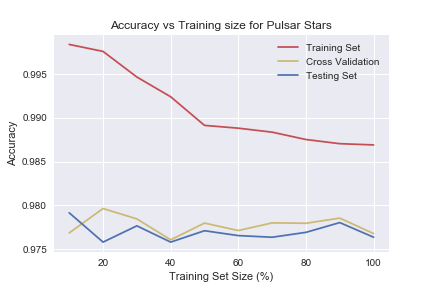 Accuracy vs Training size for Pulsar Stars
Training Set
Cross Validation
Testing Set
0.995
0.990
0.985
0.980
0.975
Accuracy
20
40
60
80
100
Training Set Size (%)